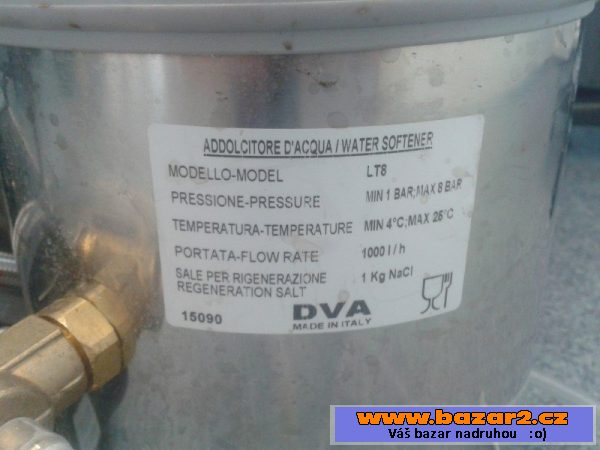 ADDOLCITORE D'ACQUA / WATER SOFTENER
MODELLO-MODEL LT8
PRESSIONE-PRESSURE MIN 1 BAR;MAX 8 BAR
TEMPERATURA-TEMPERATURE MIN 4°C;MAX 25°C
PORTATA-FLOW RATE 1000 l / h
SALE PER RIGENERAZIONE
REGENERATION SALT 1 Kg NaCl
15090 DVA
MADE IN ITALY
www.bazar2.cz
Váš bazar nadruhou :o)